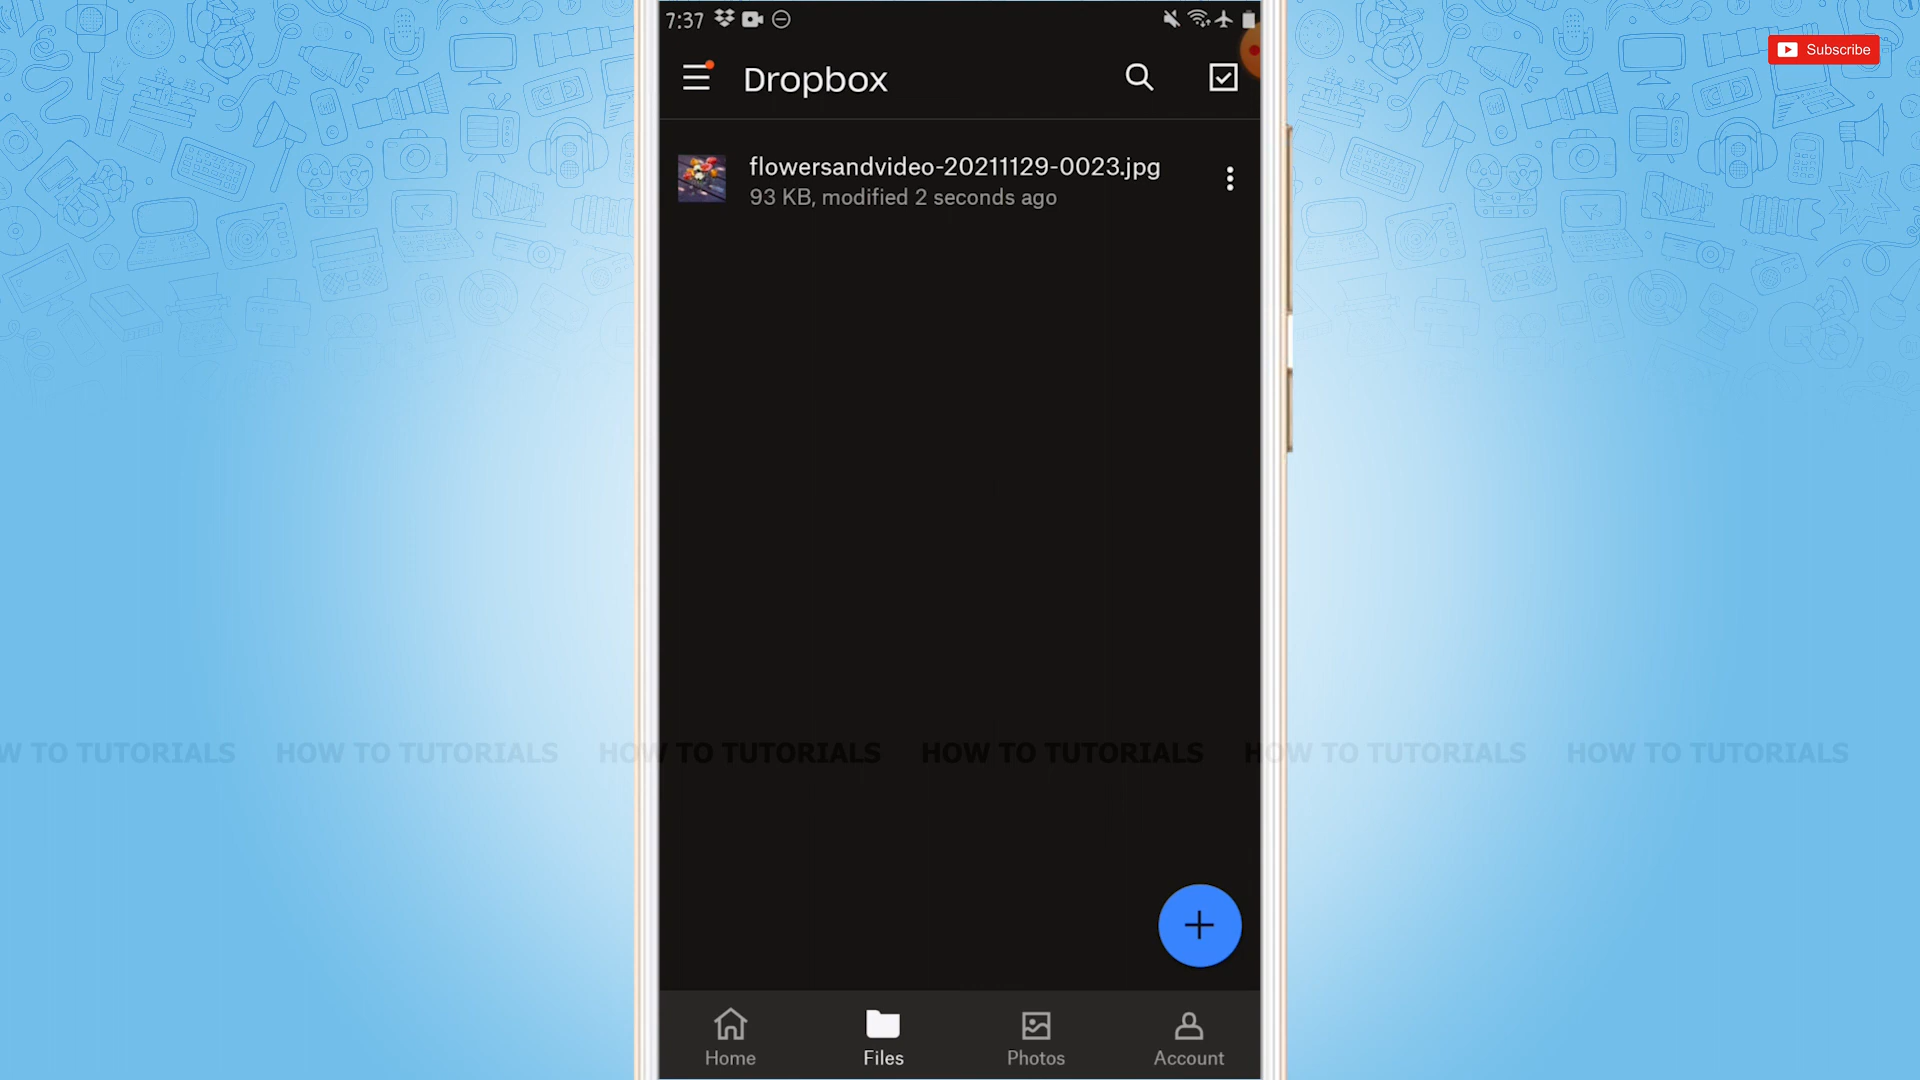 7:37
Subscribe
Dropbox
flowersandvideo-20211129-0023.jpg
93 KB, modified 2 seconds ago
W TO TUTORIALS HOW TO TUTORIALS HOW TO TUTORIALS HOW TO TUTORIALS HOW TO TUTORIALS HOW TO TUTORIALS
Home Files Photos Account